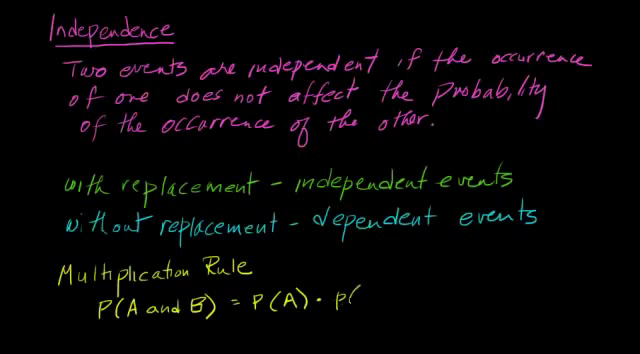 Independence
Two events are independent if the occurrence
of one does not affect the probability
of the occurrence of the other.
with replacement - independent events
without replacement - dependent events
Multiplication Rule
P(A and B) = P(A) · P(